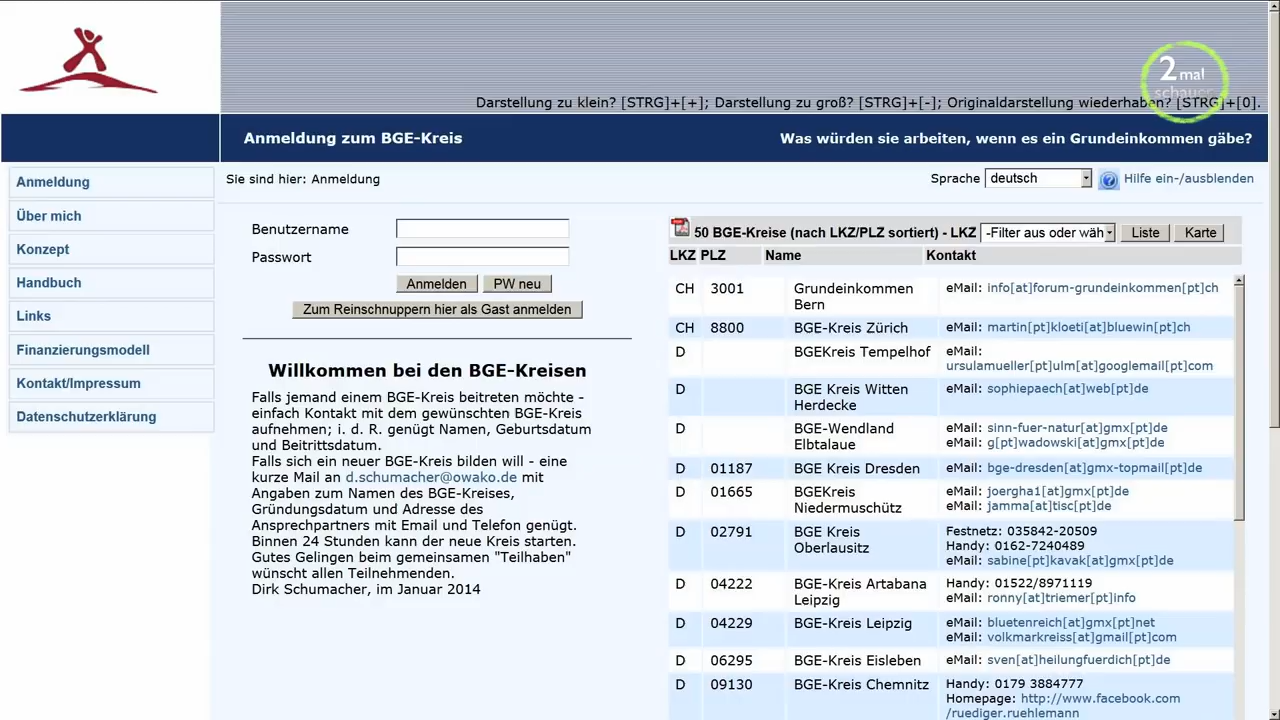 2mal
schauen
Darstellung zu klein? [STRG]+[+]; Darstellung zu groß? [STRG]+[-]; Originaldarstellung wiederhaben? [STRG]+[0].
Anmeldung zum BGE-Kreis
Was würden sie arbeiten, wenn es ein Grundeinkommen gäbe?
Anmeldung
Über mich
Konzept
Handbuch
Links
Finanzierungsmodell
Kontakt/Impressum
Datenschutzerklärung
Sie sind hier: Anmeldung
Sprache deutsch Hilfe ein-/ausblenden
Benutzername
Passwort
Anmelden PW neu
Zum Reinschnuppern hier als Gast anmelden
Willkommen bei den BGE-Kreisen
Falls jemand einem BGE-Kreis beitreten möchte -
einfach Kontakt mit dem gewünschten BGE-Kreis
aufnehmen; i. d. R. genügt Namen, Geburtsdatum
und Beitrittsdatum.
Falls sich ein neuer BGE-Kreis bilden will - eine
kurze Mail an d.schumacher@owako.de mit
Angaben zum Namen des BGE-Kreises,
Gründungsdatum und Adresse des
Ansprechpartners mit Email und Telefon genügt.
Binnen 24 Stunden kann der neue Kreis starten.
Gutes Gelingen beim gemeinsamen "Teilhaben"
wünscht allen Teilnehmenden.
Dirk Schumacher, im Januar 2014
50 BGE-Kreise (nach LKZ/PLZ sortiert) - LKZ -Filter aus oder wäh Liste Karte
LKZ PLZ Name Kontakt
CH 3001 Grundeinkommen eMail: info[at]forum-grundeinkommen[pt]ch
Bern
CH 8800 BGE-Kreis Zürich eMail: martin[pt]kloeti[at]bluewin[pt]ch
D BGEKreis Tempelhof eMail:
ursulamueller[pt]ulm[at]googlemail[pt]com
D BGE Kreis Witten eMail: sophiepaech[at]web[pt]de
Herdecke
D BGE-Wendland eMail: sinn-fuer-natur[at]gmx[pt]de
Elbtalaue eMail: g[pt]wadowski[at]gmx[pt]de
D 01187 BGE Kreis Dresden eMail: bge-dresden[at]gmx-topmail[pt]de
D 01665 BGEKreis eMail: joergha1[at]gmx[pt]de
Niedermuschütz eMail: jamma[at]tisc[pt]de
D 02791 BGE Kreis Festnetz: 035842-20509
Oberlausitz Handy: 0162-7240489
eMail: sabine[pt]kavak[at]gmx[pt]de
D 04222 BGE-Kreis Artabana Handy: 01522/8971119
Leipzig eMail: ronny[at]triemer[pt]info
D 04229 BGE-Kreis Leipzig eMail: bluetenreich[at]gmx[pt]net
eMail: volkmarkreiss[at]gmail[pt]com
D 06295 BGE-Kreis Eisleben eMail: sven[at]heilungfuerdich[pt]de
D 09130 BGE-Kreis Chemnitz Handy: 0179 3884777
Homepage: http://www.facebook.com
/ruediger.ruehlemann